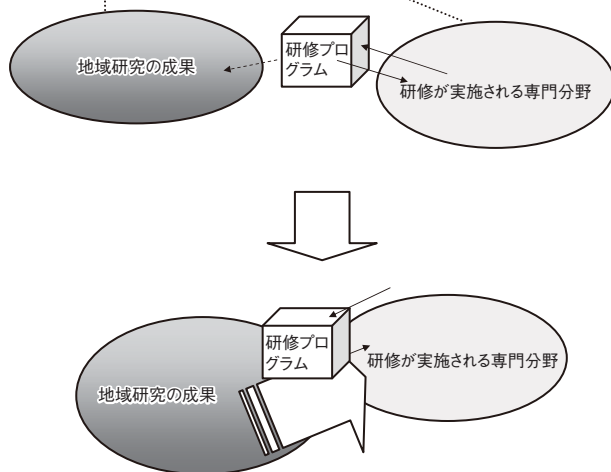 地域研究の成果
研修プロ
グラム
研修が実施される専門分野
研修プロ
グラム
研修が実施される専門分野
地域研究の成果